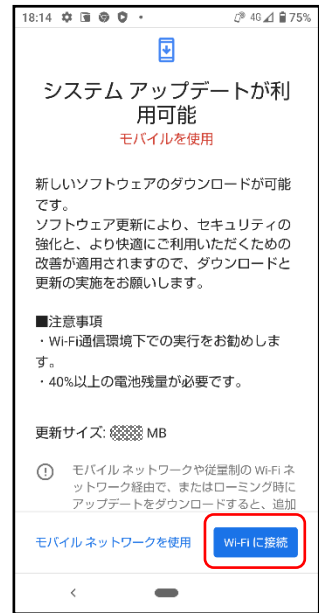 18:14 4G 75%
システム アップデートが利
用可能
モバイルを使用
新しいソフトウェアのダウンロードが可能
です。
ソフトウェア更新により、セキュリティの
強化と、より快適にご利用いただくための
改善が適用されますので、ダウンロードと
更新の実施をお願いします。
■注意事項
・Wi-Fi通信環境下での実行をお勧めしま
す。
・40%以上の電池残量が必要です。
更新サイズ: MB
モバイル ネットワークや従量制の Wi-Fi ネ
ットワーク経由で、またはローミング時に
アップデートをダウンロードすると、追加
モバイル ネットワークを使用 Wi-Fi に接続